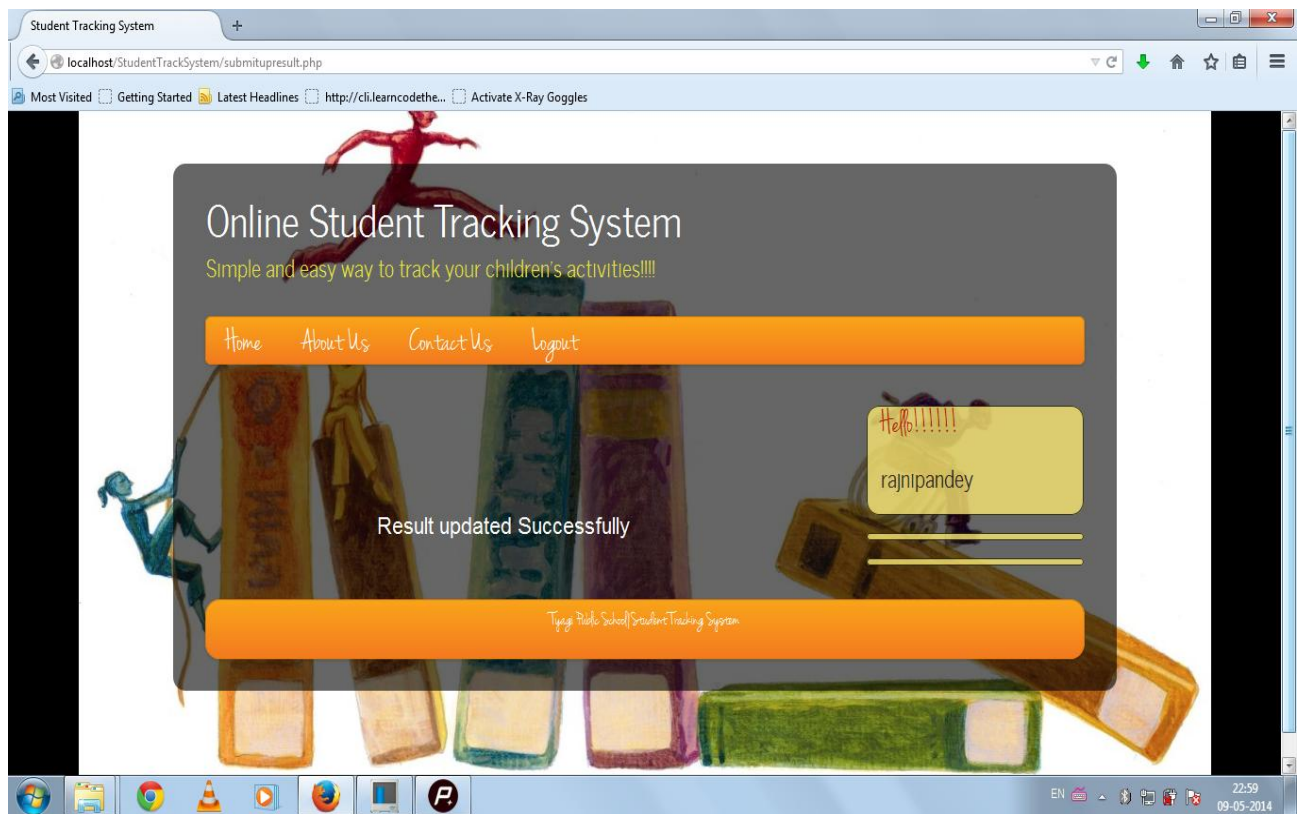 Student Tracking System
localhost/StudentTrackSystem/submitupresult.php
Most Visited Getting Started Latest Headlines http://cli.learncodethe... Activate X-Ray Goggles
Online Student Tracking System
Simple and easy way to track your children's activities!!!!
Home About Us Contact Us Logout
Hello!!!!!!
rajnipandey
Result updated Successfully
Tyagi Public School|Student Tracking System
EN 22:59
09-05-2014